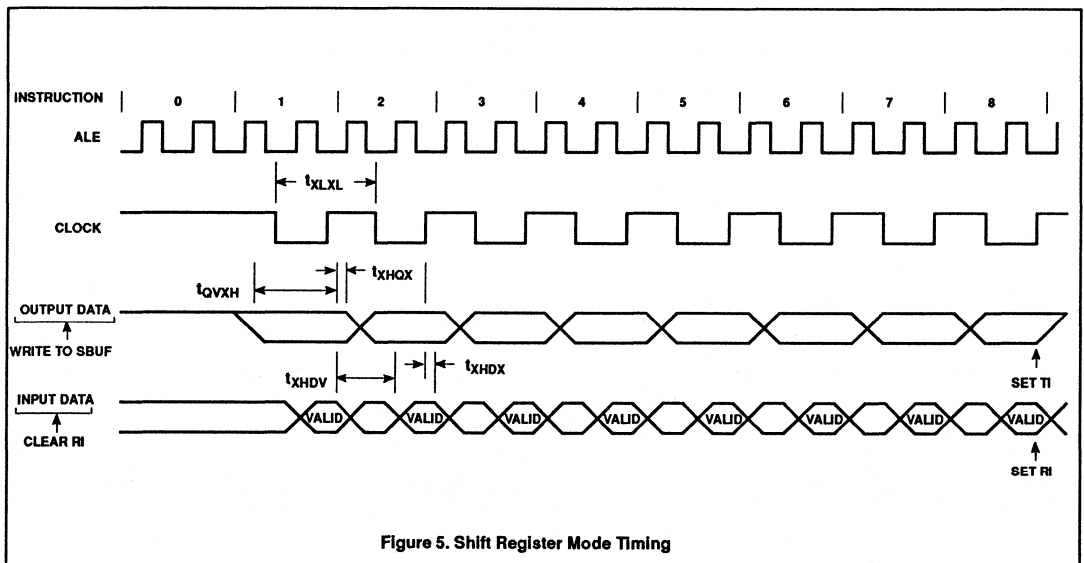 INSTRUCTION 0 1 2 3 4 5 6 7 8
ALE
tXLXL
CLOCK
tXHQX
tQVXH
OUTPUT DATA
WRITE TO SBUF
tXHDX
tXHDV
SET TI
INPUT DATA
VALID VALID VALID VALID VALID VALID VALID VALID
CLEAR RI
SET RI
Figure 5. Shift Register Mode Timing